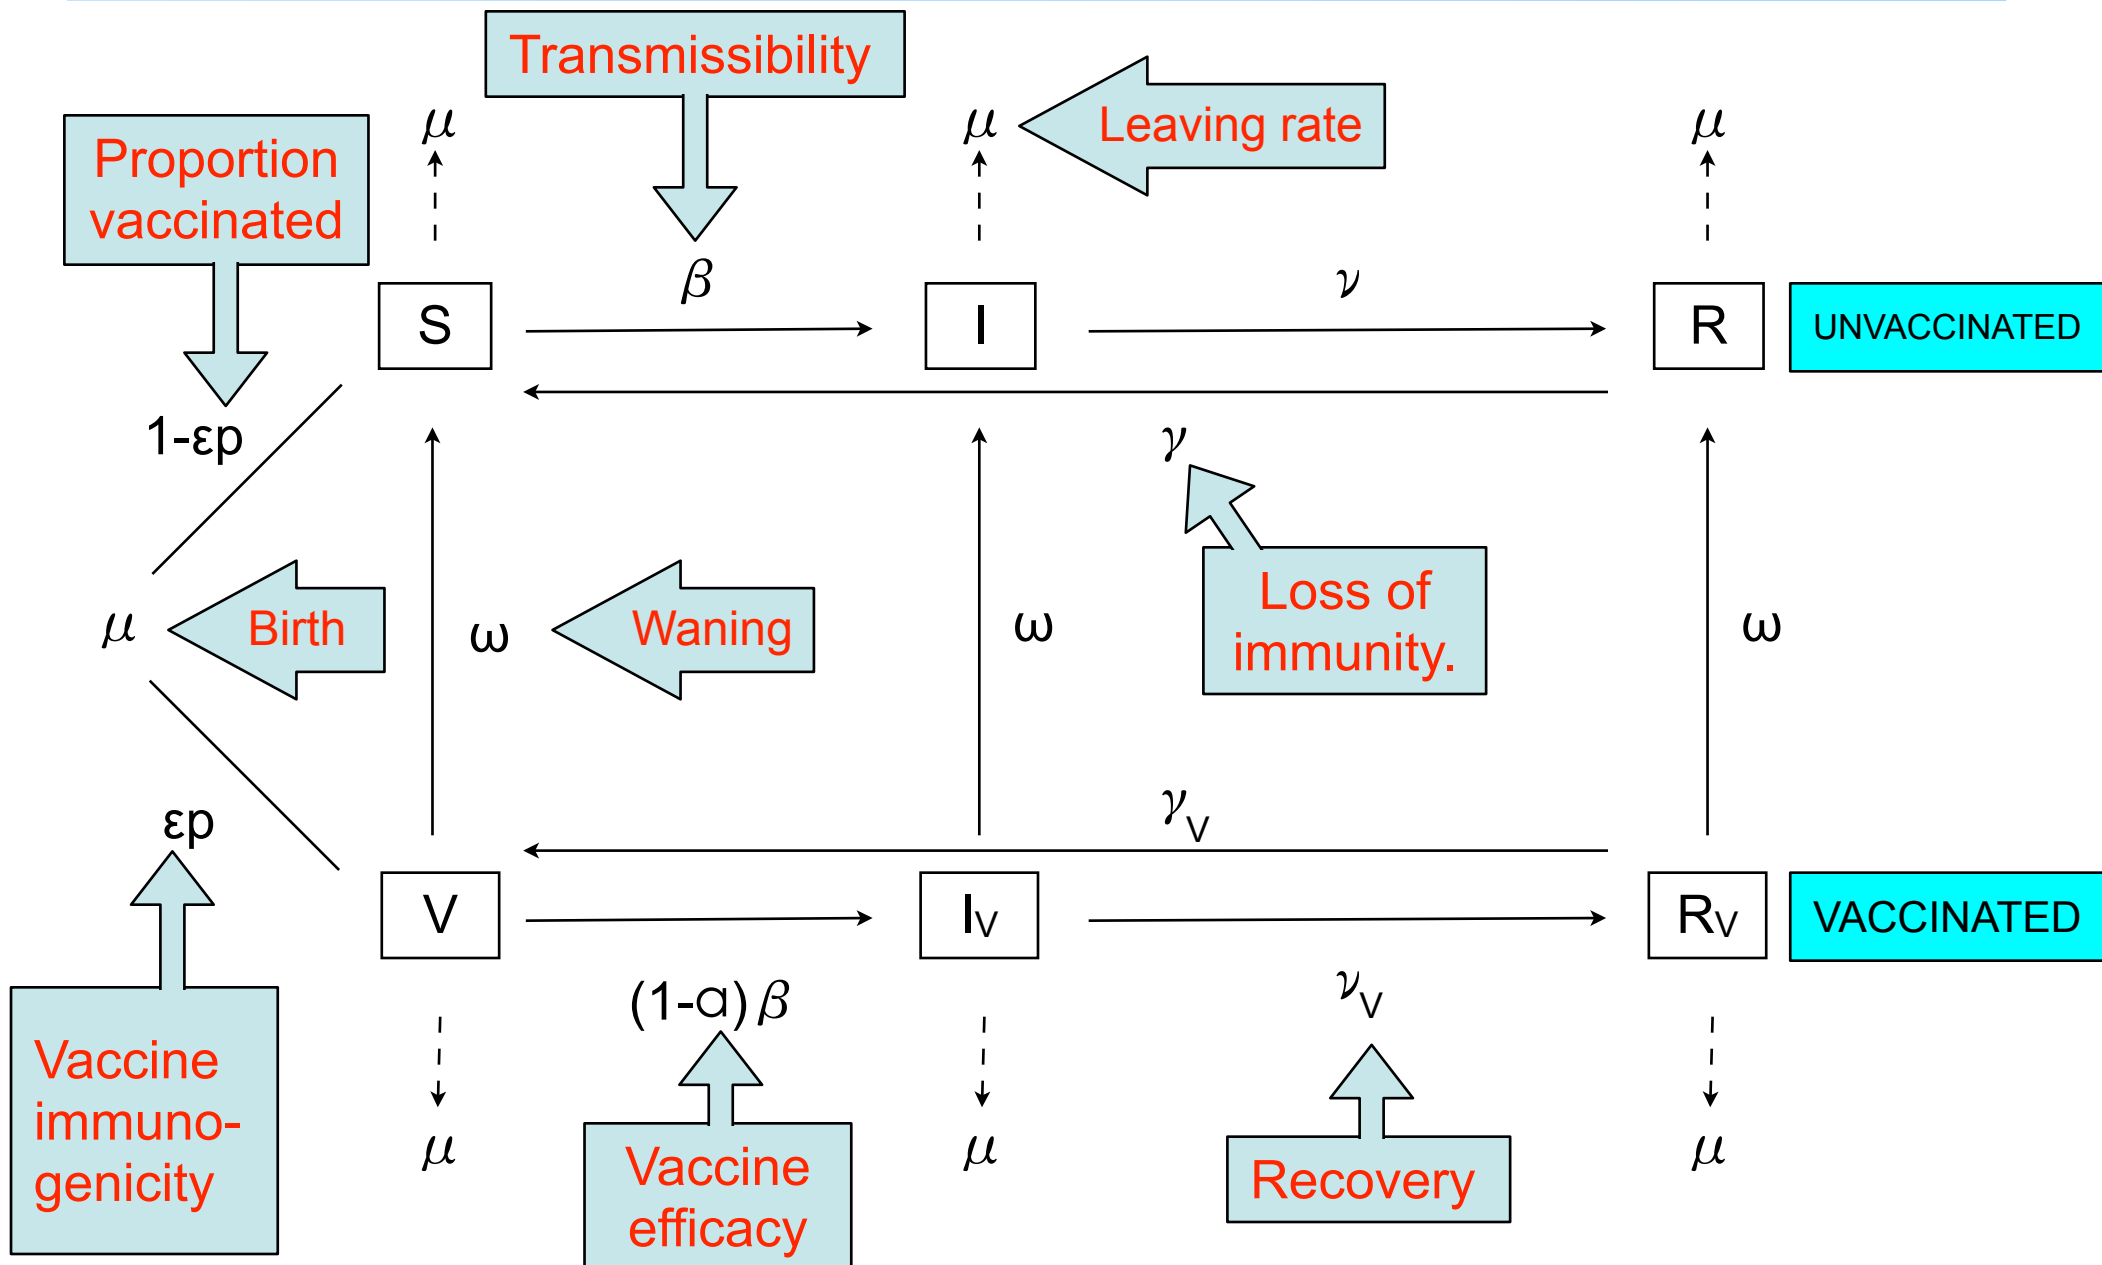 Transmissibility
μ
μ
Leaving rate
μ
Proportion
vaccinated
β
ν
S
I
R
UNVACCINATED
1-εp
γ
Loss of
immunity.
μ
Birth
ω
Waning
ω
ω
εp
γV
V
IV
RV
VACCINATED
(1-α)β
νV
Vaccine
immuno-
genicity
μ
Vaccine
efficacy
μ
Recovery
μ